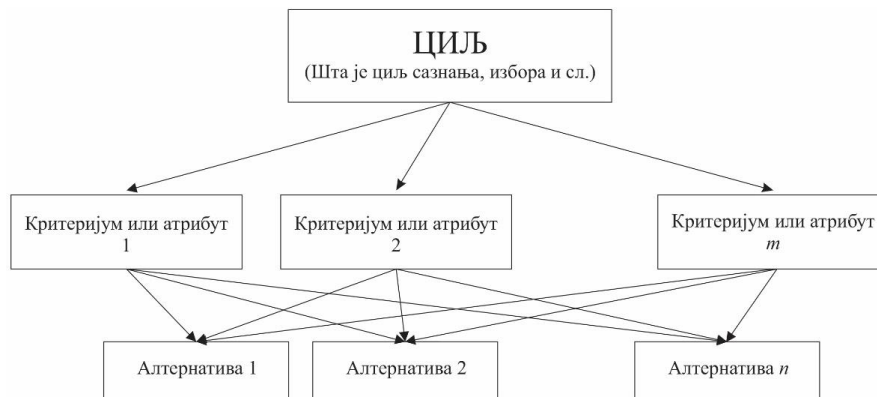 ЦИЉ
(Шта је циљ сазнања, избора и сл.)
Критеријум или атрибут
1
Критеријум или атрибут
2
Критеријум или атрибут
m
Алтернатива 1
Алтернатива 2
Алтернатива n